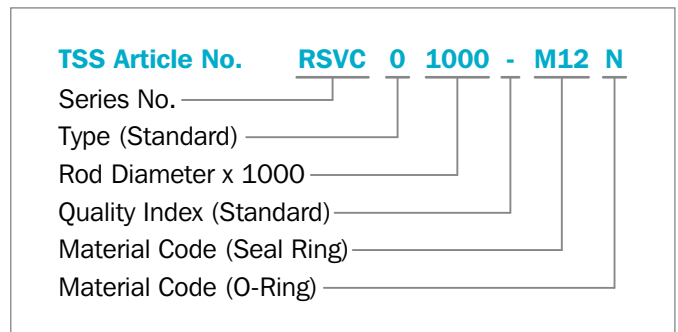 TSS Article No. RSVC 0 1000 - M12 N
Series No.
Type (Standard)
Rod Diameter x 1000
Quality Index (Standard)
Material Code (Seal Ring)
Material Code (O-Ring)